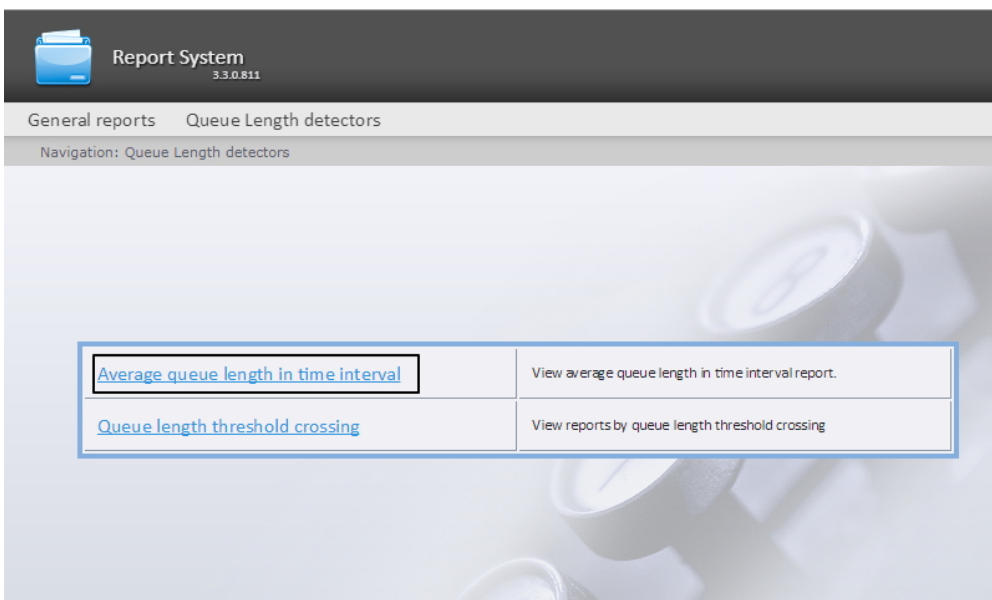 Report System
3.3.0.811
General reports Queue Length detectors
Navigation: Queue Length detectors
Average queue length in time interval View average queue length in time interval report.
Queue length threshold crossing View reports by queue length threshold crossing
8